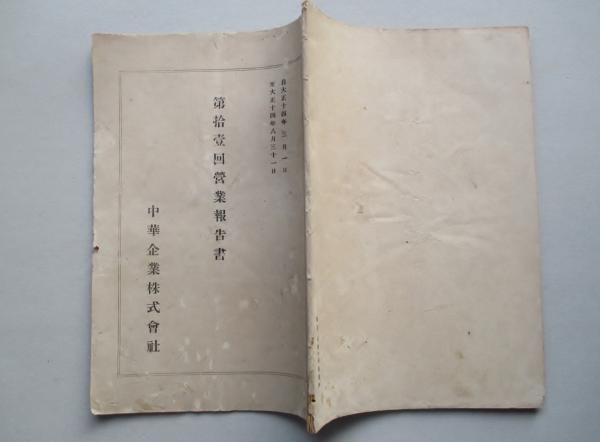 自大正十四年三月一日
至大正十四年八月三十一日
第拾壹回營業報告書
中華企業株式會社